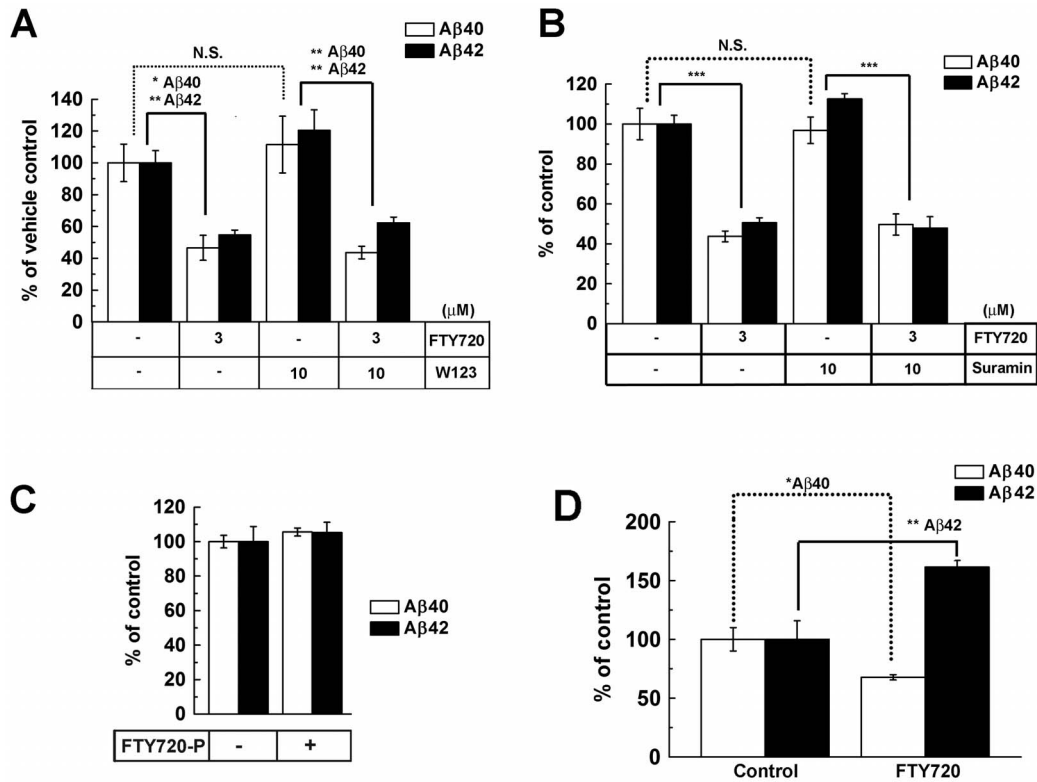 A
Aβ40
Aβ42
N.S.
* Aβ40
** Aβ42
** Aβ40
** Aβ42
% of vehicle control
140
120
100
80
60
40
20
0
(μM)
- 3 - 3 FTY720
- - 10 10 W123
B
Aβ40
Aβ42
N.S.
***
***
% of control
120
100
80
60
40
20
0
(μM)
- 3 - 3 FTY720
- - 10 10 Suramin
C
% of control
120
100
80
60
40
20
0
Aβ40
Aβ42
FTY720-P - +
D
Aβ40
Aβ42
*Aβ40
** Aβ42
% of control
200
150
100
50
0
Control FTY720